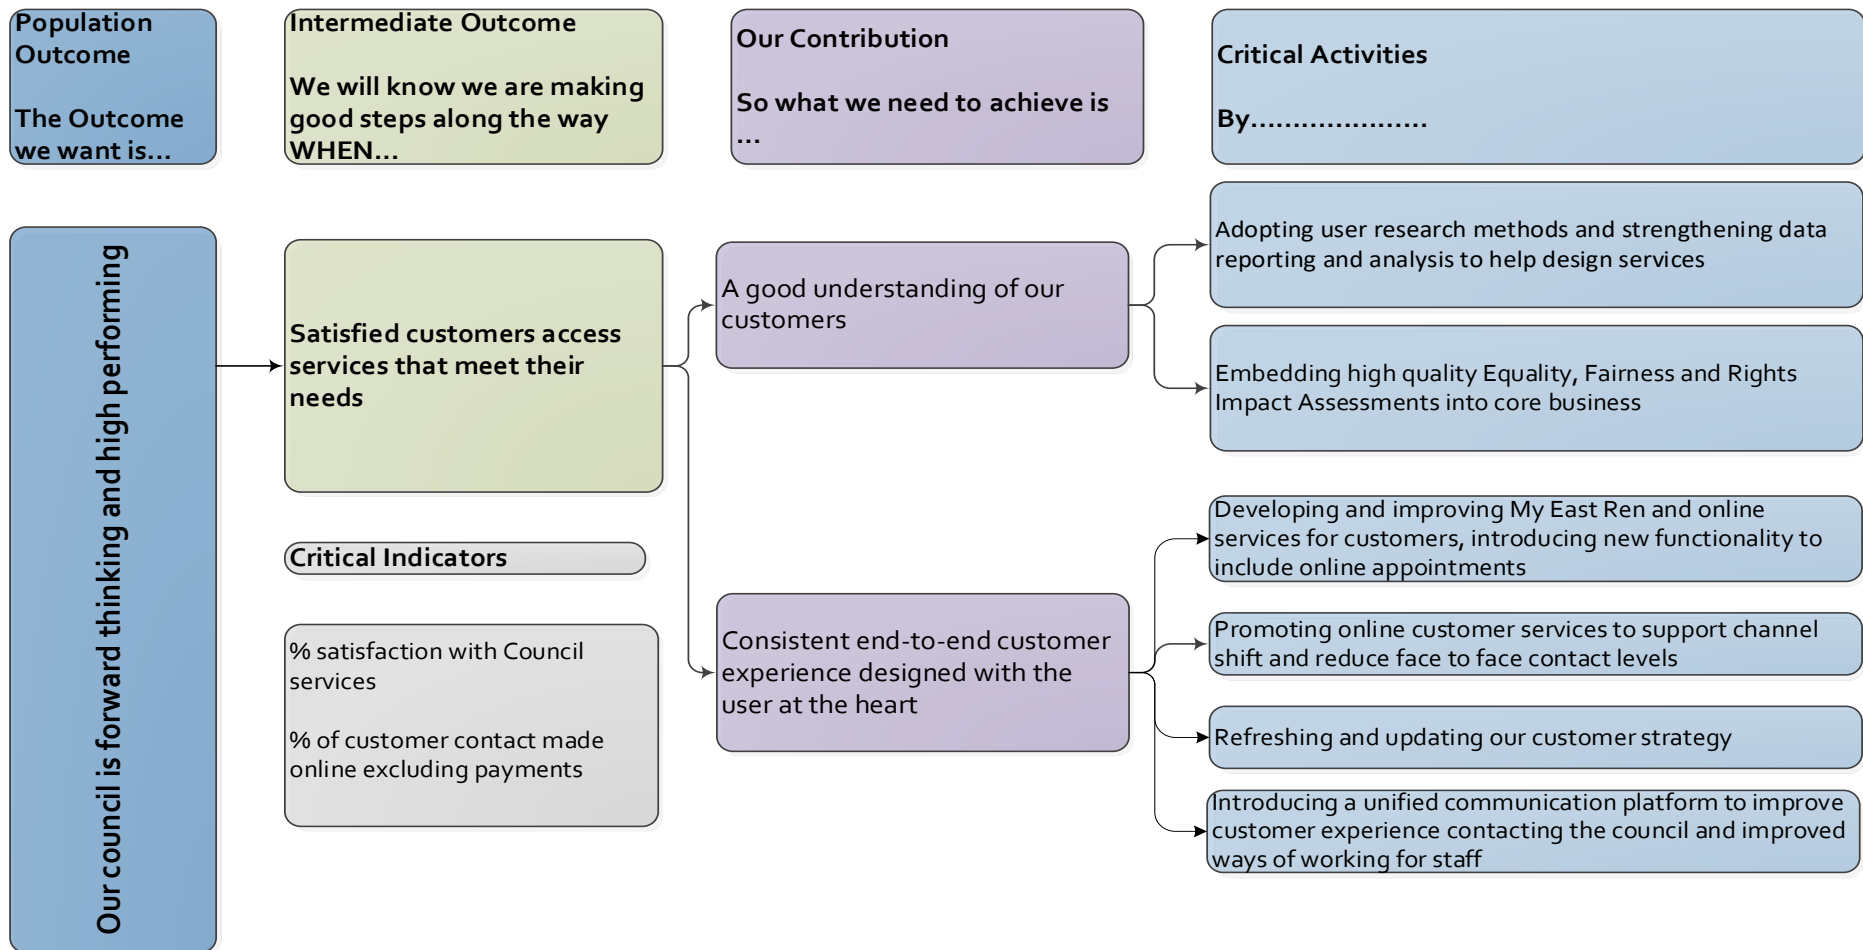 Population
Outcome
The Outcome
we want is...
Intermediate Outcome
We will know we are making
good steps along the way
WHEN...
Our Contribution
So what we need to achieve is
...
Critical Activities
By.....................
Our council is forward thinking and high performing
Satisfied customers access
services that meet their
needs
Critical Indicators
% satisfaction with Council
services
% of customer contact made
online excluding payments
A good understanding of our
customers
Consistent end-to-end customer
experience designed with the
user at the heart
Adopting user research methods and strengthening data
reporting and analysis to help design services
Embedding high quality Equality, Fairness and Rights
Impact Assessments into core business
Developing and improving My East Ren and online
services for customers, introducing new functionality to
include online appointments
Promoting online customer services to support channel
shift and reduce face to face contact levels
Refreshing and updating our customer strategy
Introducing a unified communication platform to improve
customer experience contacting the council and improved
ways of working for staff